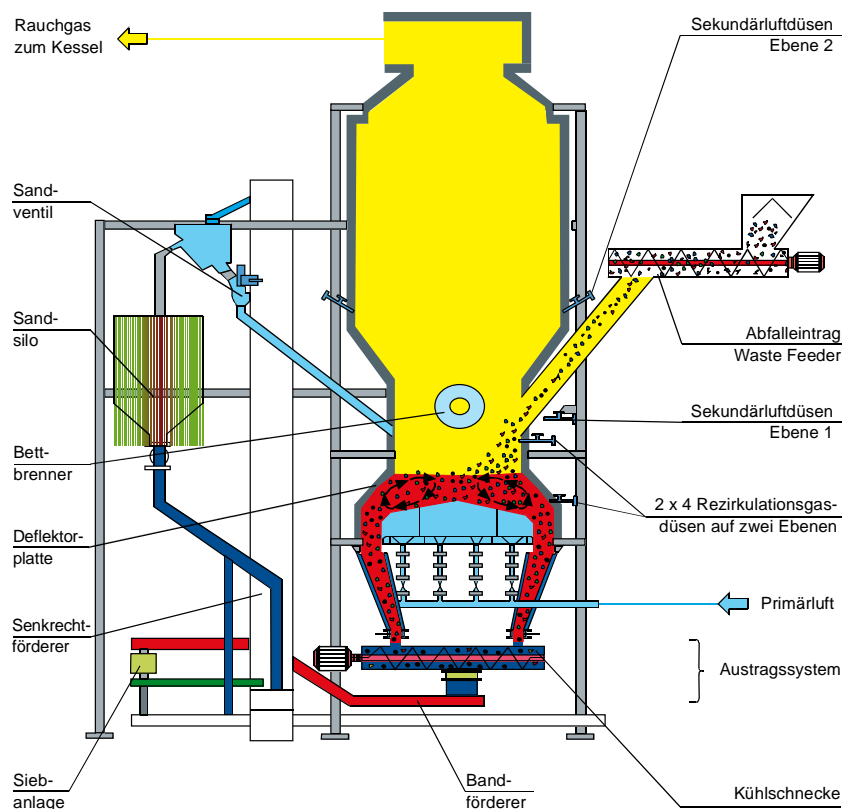 Rauchgas
zum Kessel
Sekundärluftdüsen
Ebene 2
Sand-
ventil
Sand-
silo
Abfalleintrag
Waste Feeder
Sekundärluftdüsen
Ebene 1
Bett-
brenner
2 x 4 Rezirkulationsgas-
düsen auf zwei Ebenen
Deflektor-
platte
Primärluft
Senkrecht-
förderer
Austragssystem
Sieb-
anlage
Band-
förderer
Kühlschnecke